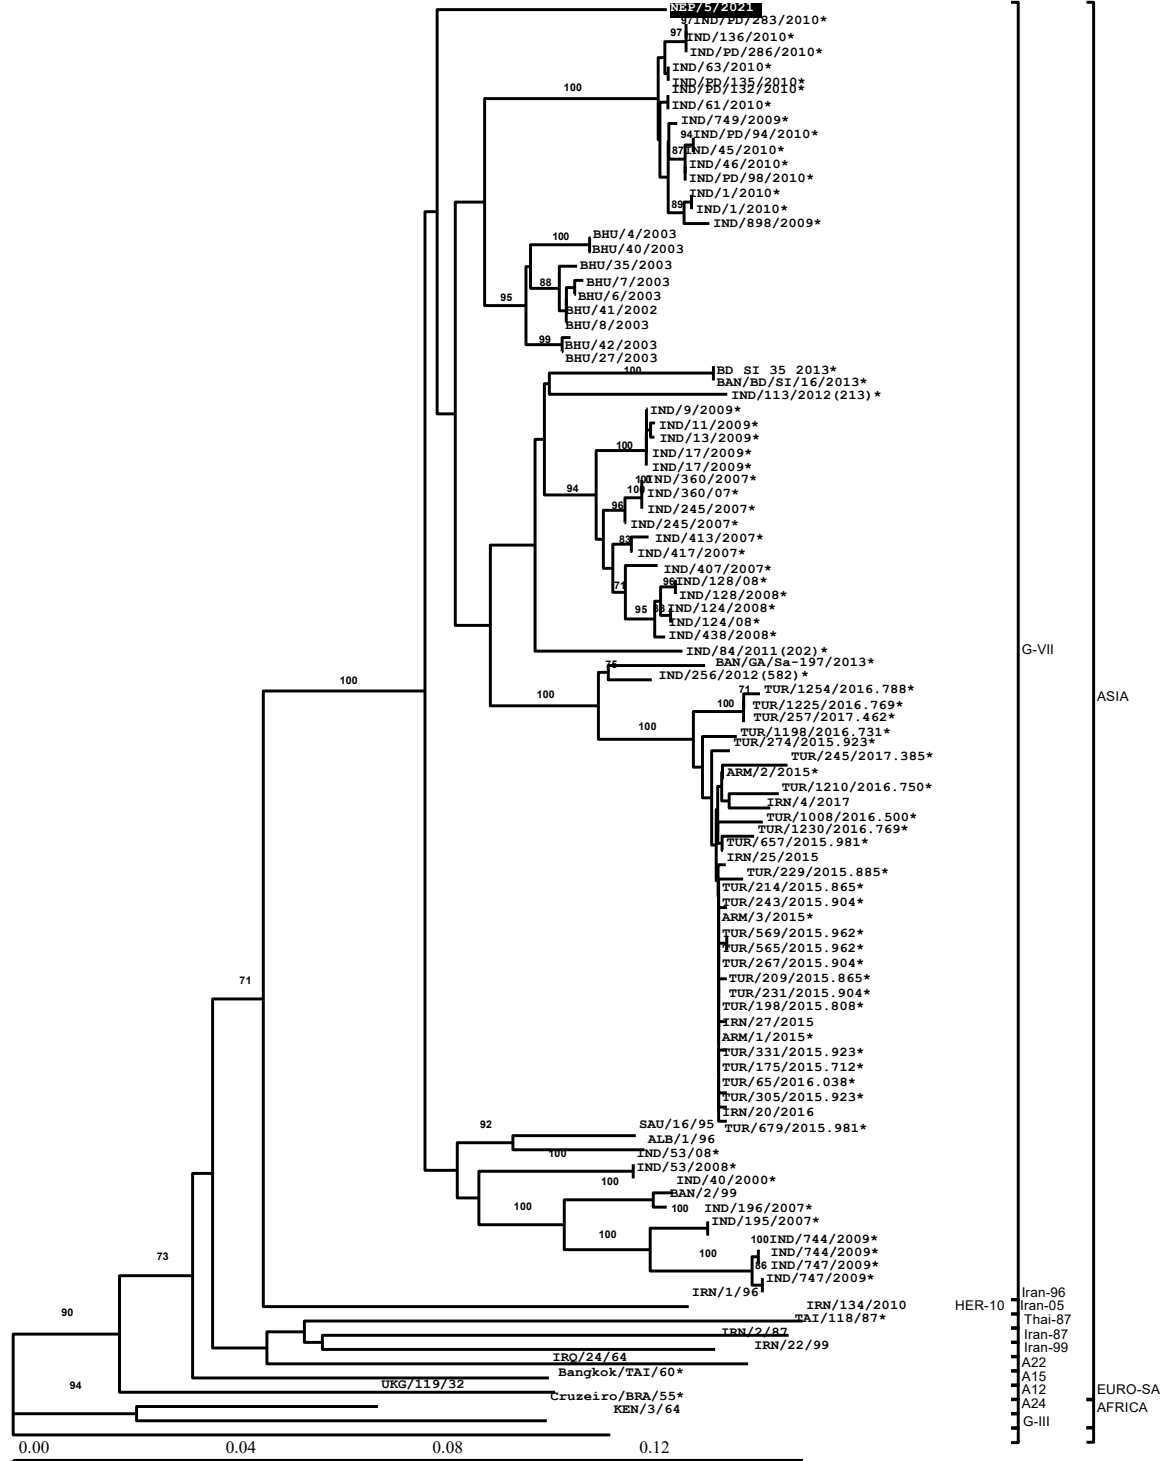 NEP/5/2021
97IND/PD/283/2010*
97 IND/136/2010*
IND/PD/286/2010*
IND/63/2010*
IND/PD/135/2010*
IND/PD/132/2010*
100
IND/61/2010*
IND/749/2009*
94 IND/PD/94/2010*
87 IND/45/2010*
IND/46/2010*
IND/PD/98/2010*
IND/1/2010*
89 IND/1/2010*
IND/898/2009*
BHU/4/2003
100 BHU/40/2003
BHU/35/2003
88 BHU/7/2003
BHU/6/2003
95
BHU/41/2002
BHU/8/2003
99 BHU/42/2003
BHU/27/2003
100 BD SI 35 2013*
BAN/BD/SI/16/2013*
IND/113/2012(213)*
IND/9/2009*
IND/11/2009*
IND/13/2009*
100 IND/17/2009*
IND/17/2009*
100 IND/360/2007*
94 100 IND/360/07*
96 IND/245/2007*
IND/245/2007*
83 IND/413/2007*
IND/417/2007*
IND/407/2007*
71 96 IND/128/08*
IND/128/2008*
95 IND/124/2008*
IND/124/08*
IND/438/2008*
IND/84/2011(202)*
G-VII
75 BAN/GA/Sa-197/2013*
IND/256/2012(582)*
100
71 TUR/1254/2016.788*
100
100 TUR/1225/2016.769*
ASIA
TUR/257/2017.462*
100
TUR/1198/2016.731*
TUR/274/2015.923*
TUR/245/2017.385*
ARM/2/2015*
TUR/1210/2016.750*
IRN/4/2017
TUR/1008/2016.500*
TUR/1230/2016.769*
TUR/657/2015.981*
IRN/25/2015
TUR/229/2015.885*
TUR/214/2015.865*
TUR/243/2015.904*
ARM/3/2015*
TUR/569/2015.962*
TUR/565/2015.962*
TUR/267/2015.904*
71
TUR/209/2015.865*
TUR/231/2015.904*
TUR/198/2015.808*
IRN/27/2015
ARM/1/2015*
TUR/331/2015.923*
TUR/175/2015.712*
TUR/65/2016.038*
TUR/305/2015.923*
IRN/20/2016
92 SAU/16/95
TUR/679/2015.981*
ALB/1/96
100 IND/53/08*
IND/53/2008*
100 IND/40/2000*
BAN/2/99
100 100 IND/196/2007*
IND/195/2007*
100
100IND/744/2009*
73 100 IND/744/2009*
86 IND/747/2009*
IND/747/2009*
IRN/1/96 Iran-96
IRN/134/2010 HER-10 Iran-05
90
TAI/118/87* Thai-87
IRN/2/87 Iran-87
IRN/22/99 Iran-99
IRQ/24/64 A22
Bangkok/TAI/60* A15
94 UKG/119/32 A12 EURO-SA
Cruzeiro/BRA/55* A24
KEN/3/64 AFRICA
G-III
0.00 0.04 0.08 0.12